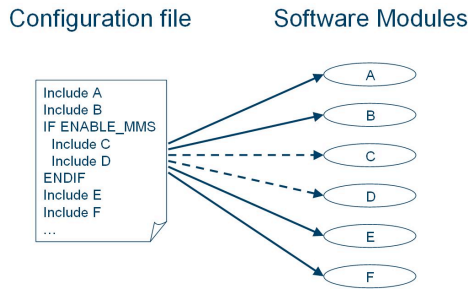 Configuration file
Software Modules
Include A
Include B
IF ENABLE_MMS
Include C
Include D
ENDIF
Include E
Include F
...
A
B
C
D
E
F